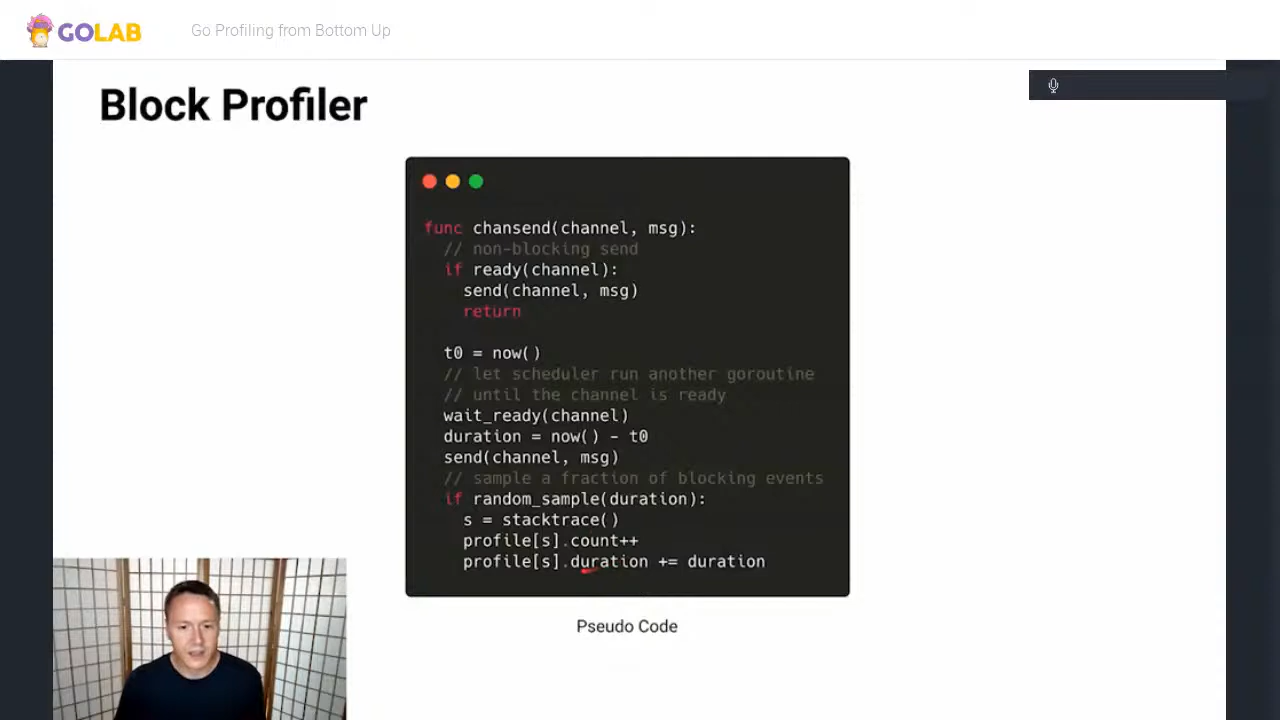 GOLAB
Go Profiling from Bottom Up
Block Profiler
func chansend(channel, msg):
// non-blocking send
if ready(channel):
send(channel, msg)
return
t0 = now()
// let scheduler run another goroutine
// until the channel is ready
wait_ready(channel)
duration = now() - t0
send(channel, msg)
// sample a fraction of blocking events
if random_sample(duration):
s = stacktrace()
profile[s].count++
profile[s].duration += duration
Pseudo Code